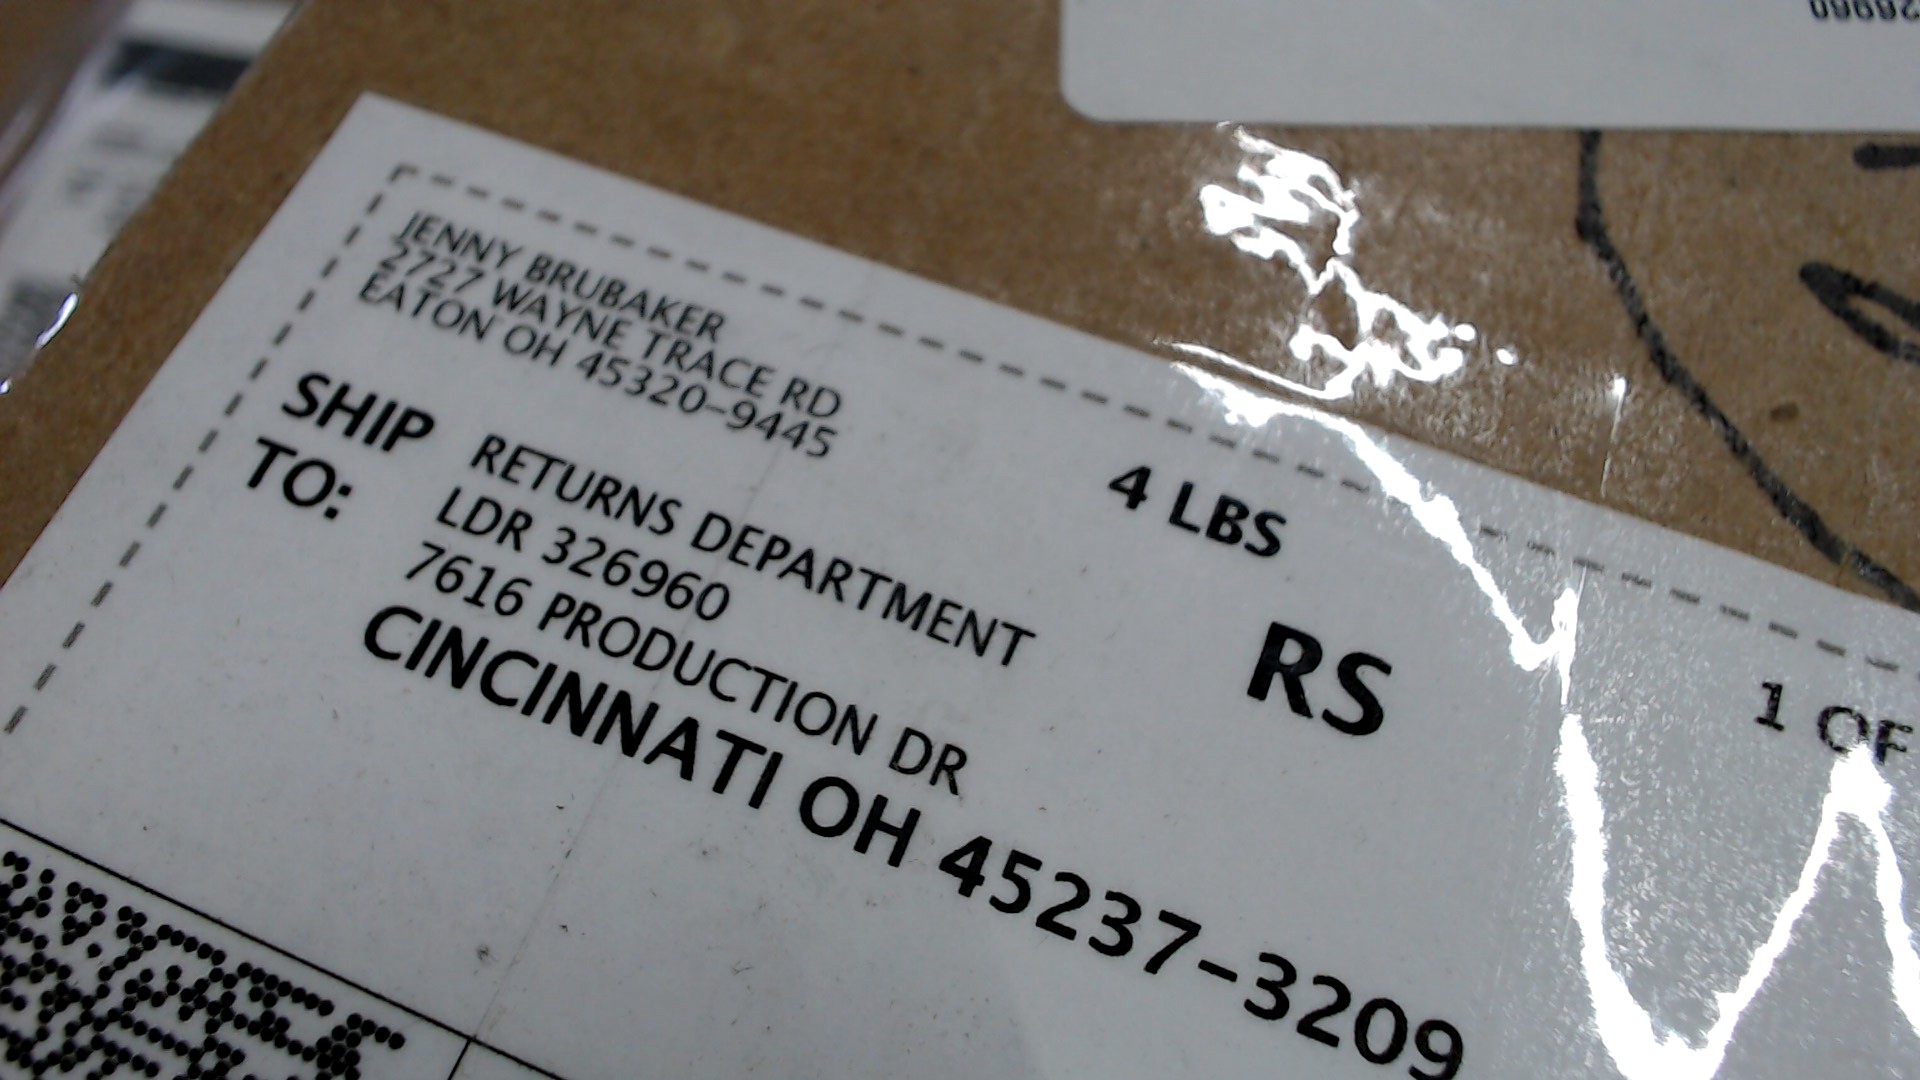 26960
JENNY BRUBAKER
2727 WAYNE TRACE RD
EATON OH 45320-9445
4 LBS
RS
1 OF
SHIP TO:
RETURNS DEPARTMENT
LDR 326960
7616 PRODUCTION DR
CINCINNATI OH 45237-3209